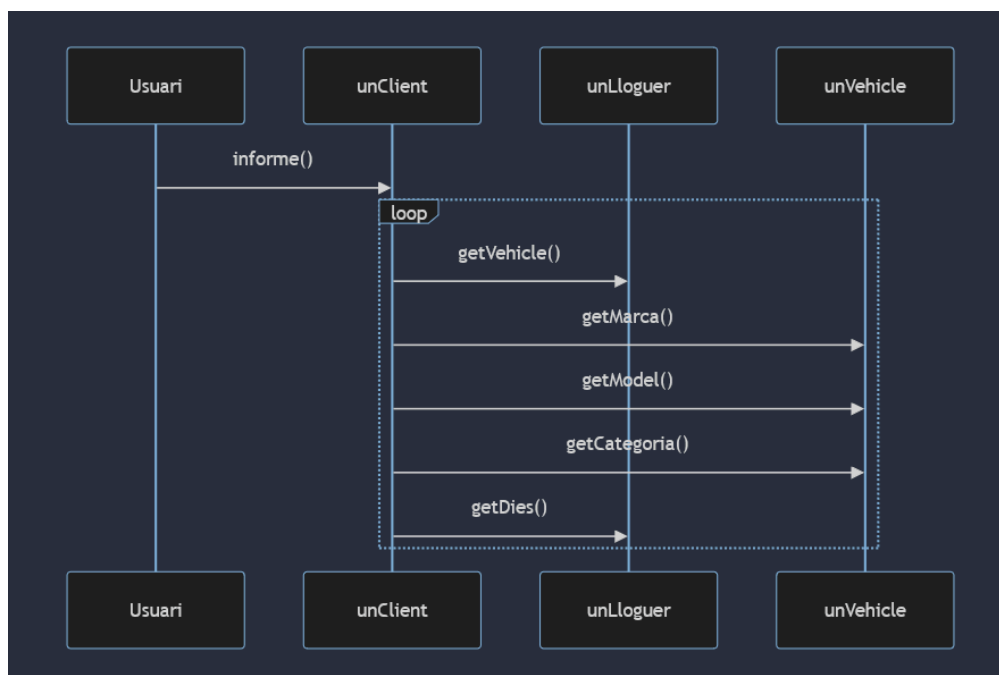 Usuari
unClient
unLloguer
unVehicle
informe()
loop
getVehicle()
getMarca()
getModel()
getCategoria()
getDies()
Usuari
unClient
unLloguer
unVehicle